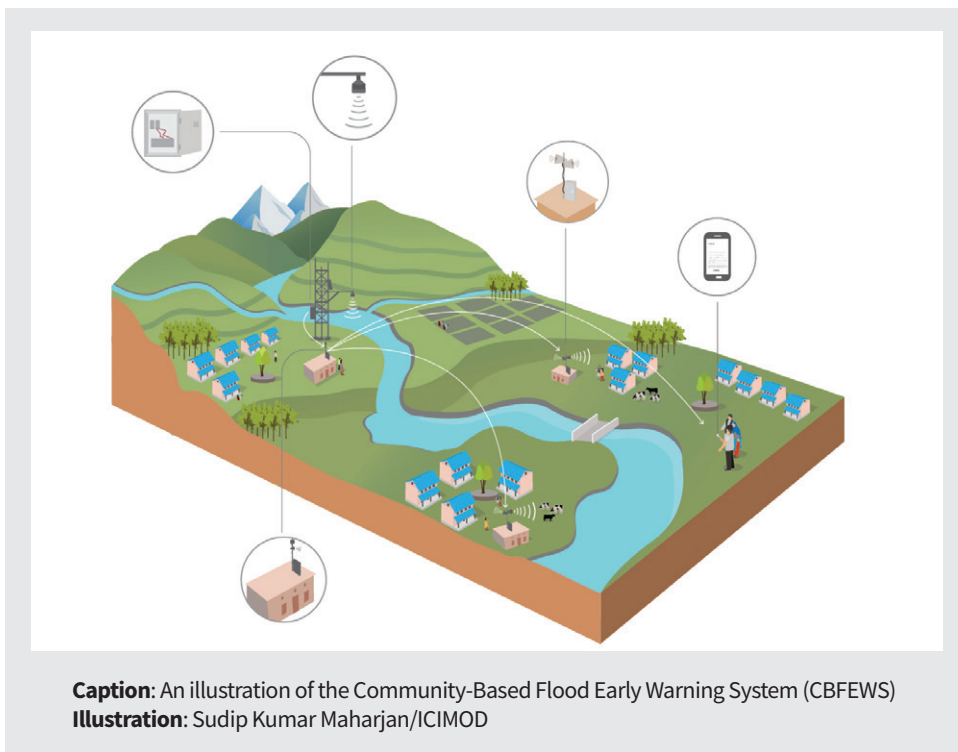 Caption: An illustration of the Community-Based Flood Early Warning System (CBFEWS)
Illustration: Sudip Kumar Maharjan/ICIMOD